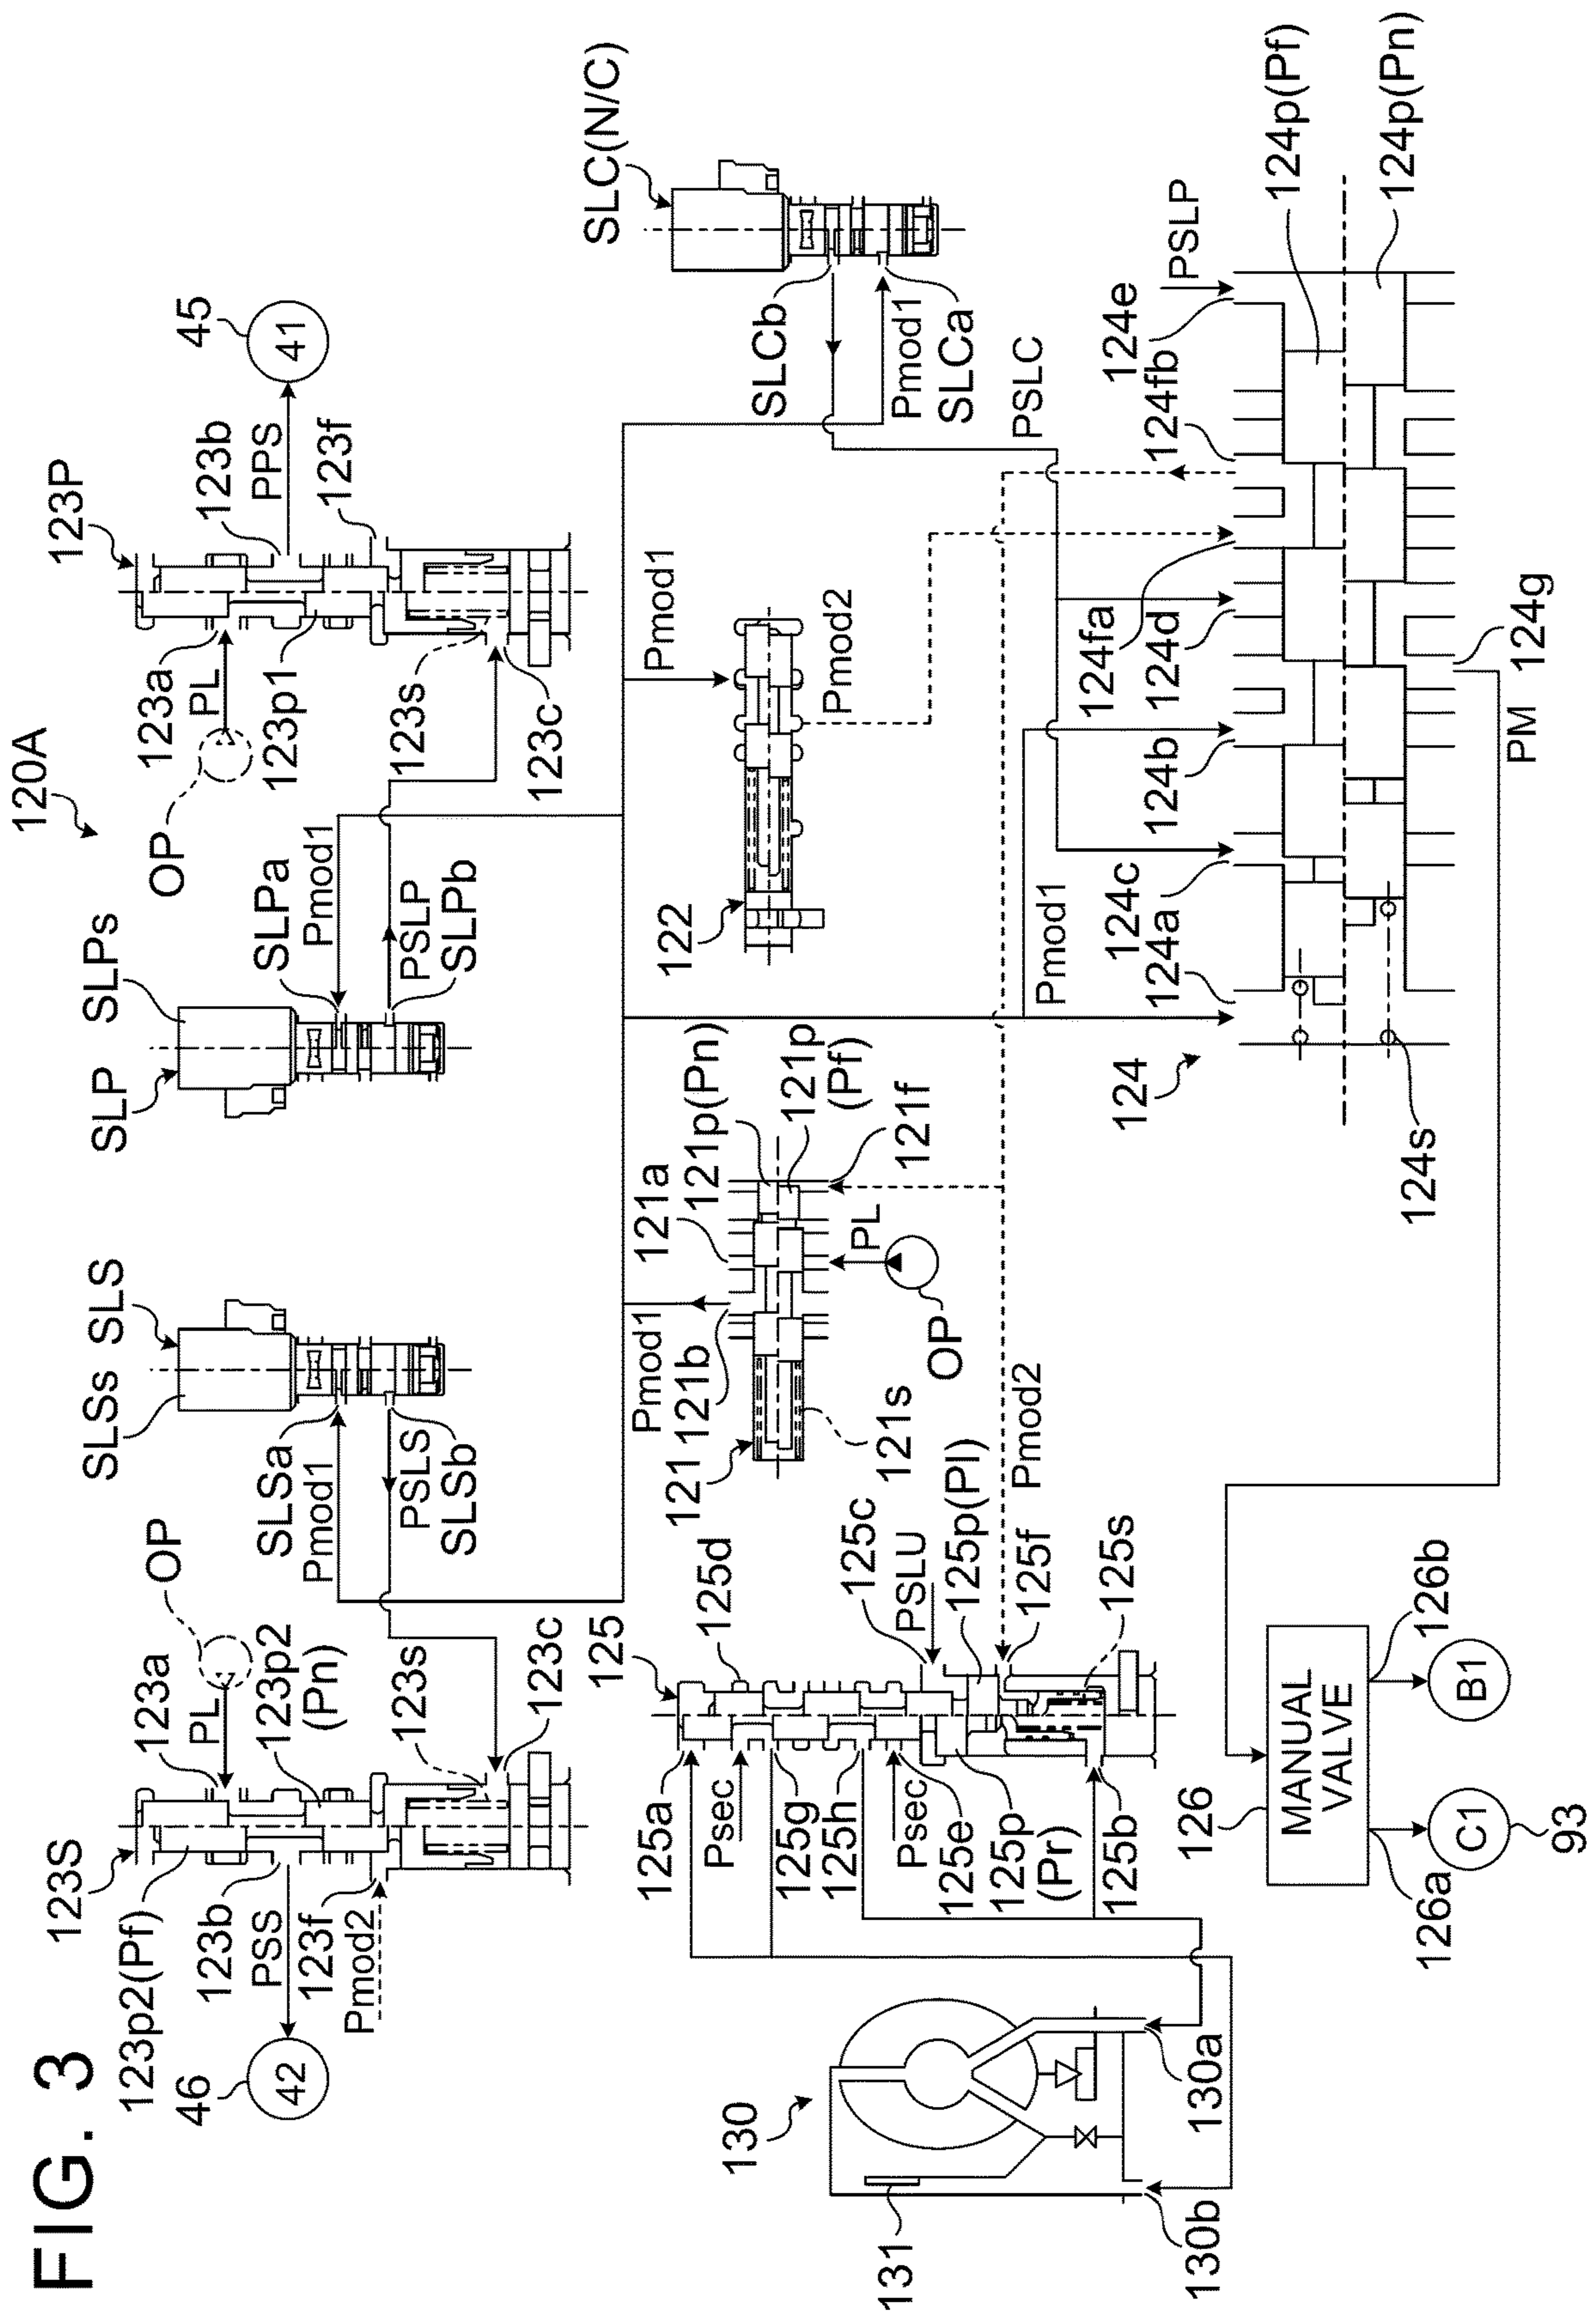 FIG. 3
120A
123S
123p2(Pf)
46
42
123b
PSS
123f
Pmod2
123a
PL
OP
123p2
(Pn)
123s
123c
SLSs
SLS
SLSa
Pmod1
PSLS
SLSb
SLP
SLPs
SLPa
Pmod1
PSLP
SLPb
123P
OP
123a
PL
123p1
123b
PPS
45
41
123f
123s
123c
SLC(N/C)
SLCb
Pmod1
SLCa
PSLC
125
125d
125a
Psec
125g
125h
Psec
125e
125p
(Pr)
125b
125c
PSLU
125p(Pl)
125f
125s
Pmod2
121
Pmod1
121b
121a
121p(Pn)
121p
(Pf)
121f
PL
OP
121s
122
Pmod1
Pmod2
130
131
130b
130a
124
124a
124c
Pmod1
124b
124d
124fa
124fb
124e
PSLP
124p(Pf)
124p(Pn)
124s
124g
PM
126
MANUAL
VALVE
126a
126b
C1
B1
93